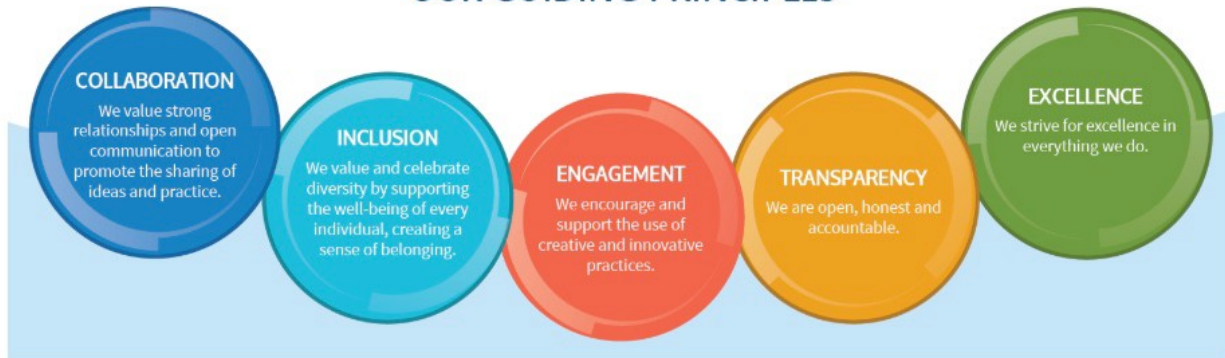 OUR GUIDING PRINCIPLES
COLLABORATION
We value strong
relationships and open
communication to
promote the sharing of
ideas and practice.
INCLUSION
We value and celebrate
diversity by supporting
the well-being of every
individual, creating a
sense of belonging.
ENGAGEMENT
We encourage and
support the use of
creative and innovative
practices.
TRANSPARENCY
We are open, honest and
accountable.
EXCELLENCE
We strive for excellence in
everything we do.